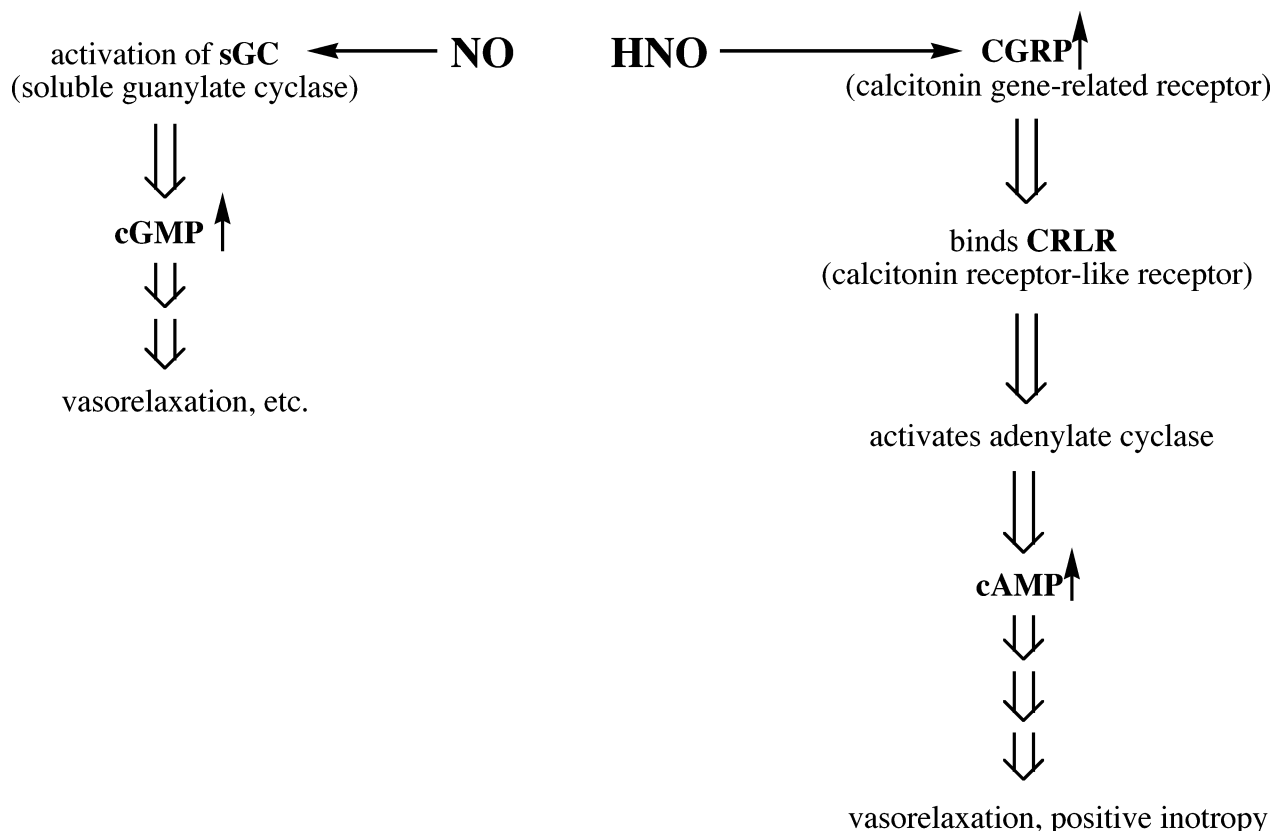 activation of sGC
(soluble guanylate cyclase)
cGMP
vasorelaxation, etc.
NO
HNO
CGRP
(calcitonin gene-related receptor)
binds CRLR
(calcitonin receptor-like receptor)
activates adenylate cyclase
cAMP
vasorelaxation, positive inotropy